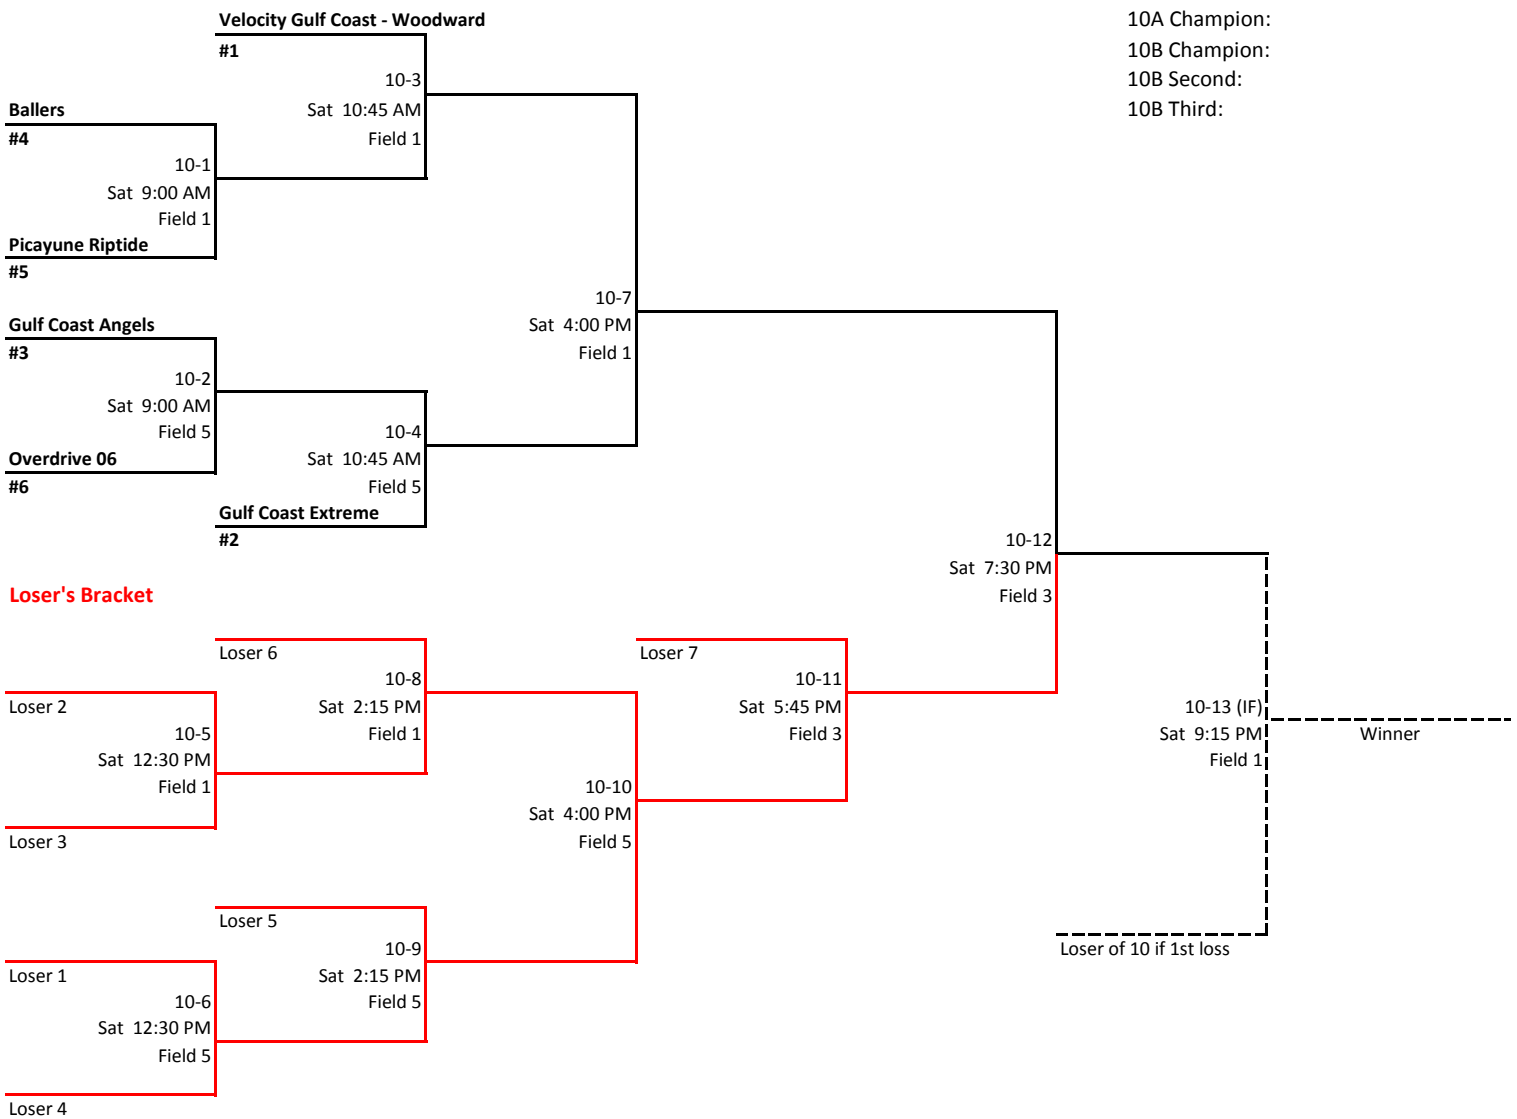 Velocity Gulf Coast - Woodward
#1
10-3
Sat 10:45 AM
Field 1
10A Champion:
10B Champion:
10B Second:
10B Third:
Ballers
#4
10-1
Sat 9:00 AM
Field 1
Picayune Riptide
#5
10-7
Sat 4:00 PM
Field 1
Gulf Coast Angels
#3
10-2
Sat 9:00 AM
Field 5
Overdrive 06
#6
10-4
Sat 10:45 AM
Field 5
Gulf Coast Extreme
#2
10-12
Sat 7:30 PM
Field 3
Loser's Bracket
Loser 6
10-8
Sat 2:15 PM
Field 1
Loser 7
10-11
Sat 5:45 PM
Field 3
Loser 2
10-5
Sat 12:30 PM
Field 1
Loser 3
10-10
Sat 4:00 PM
Field 5
10-13 (IF)
Sat 9:15 PM
Field 1
Winner
Loser 5
10-9
Sat 2:15 PM
Field 5
Loser of 10 if 1st loss
Loser 1
10-6
Sat 12:30 PM
Field 5
Loser 4